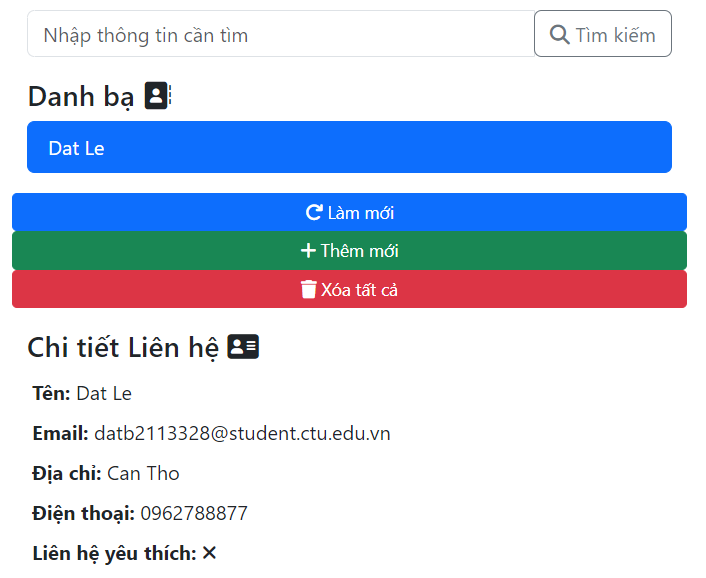 Nhập thông tin cần tìm
Tìm kiếm
Danh bạ
Dat Le
Làm mới
Thêm mới
Xóa tất cả
Chi tiết Liên hệ
Tên: Dat Le
Email: datb2113328@student.ctu.edu.vn
Địa chỉ: Can Tho
Điện thoại: 0962788877
Liên hệ yêu thích: